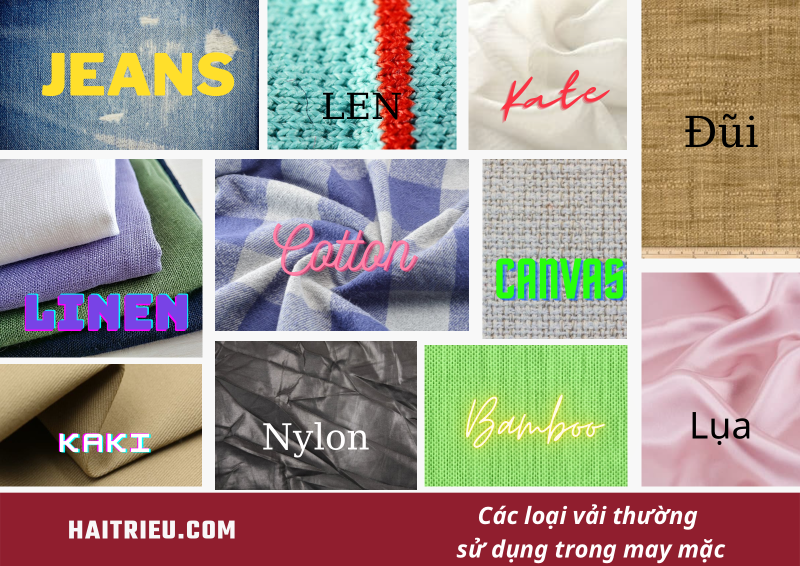 JEANS
LEN
Kate
Đũi
LINEN
Cotton
CANVAS
KAKI
Nylon
Bamboo
Lụa
HAITRIEU.COM
Các loại vải thường
sử dụng trong may mặc